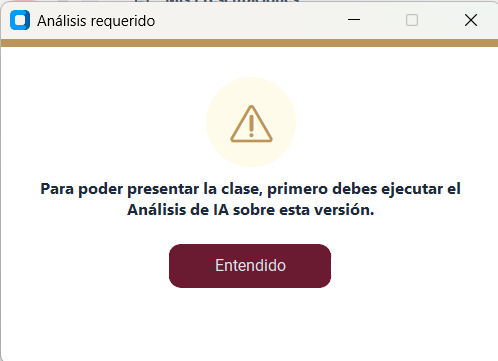 Análisis requerido
Para poder presentar la clase, primero debes ejecutar el
Análisis de IA sobre esta versión.
Entendido